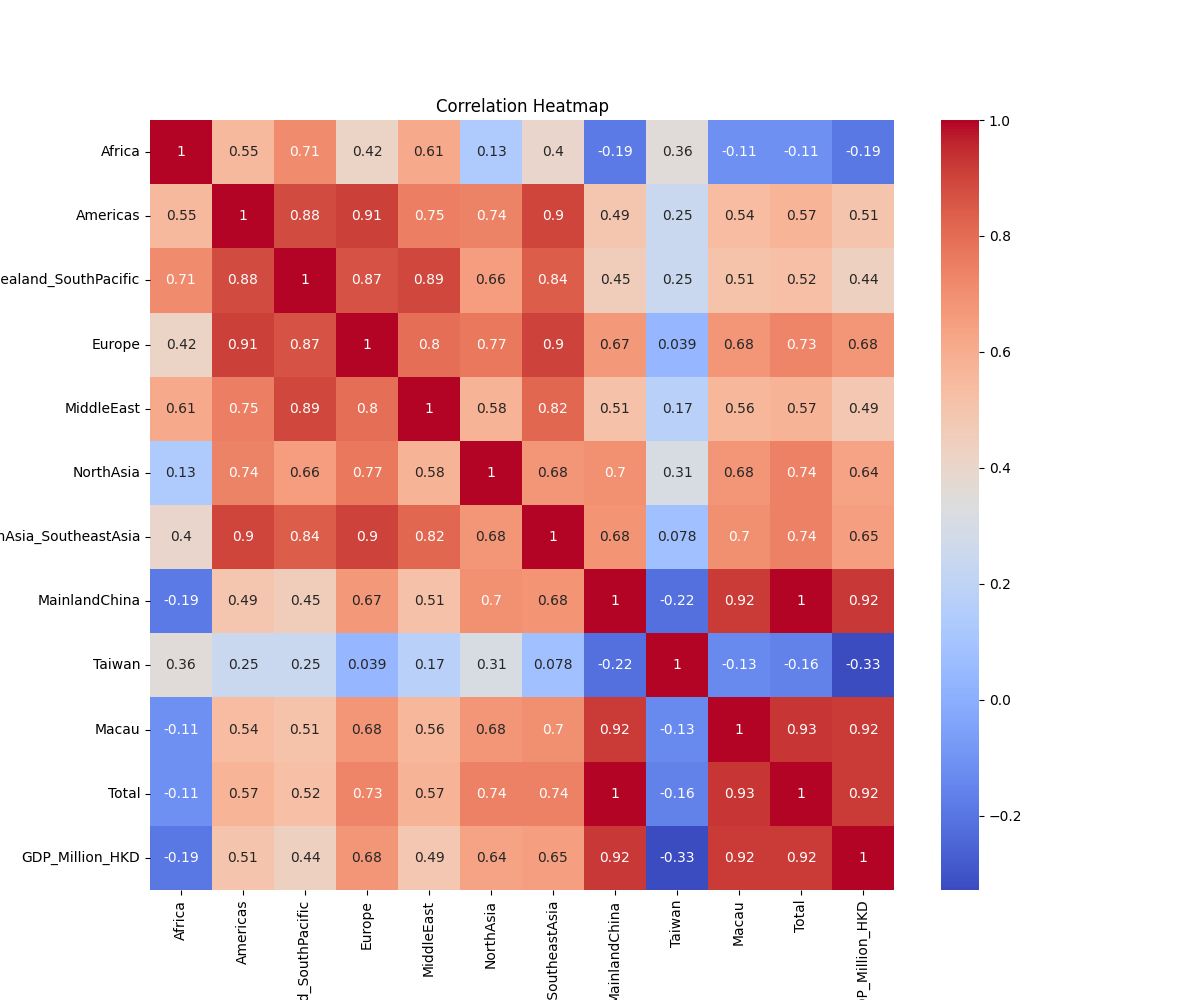 Correlation Heatmap
Africa 1 0.55 0.71 0.42 0.61 0.13 0.4 -0.19 0.36 -0.11 -0.11 -0.19
Americas 0.55 1 0.88 0.91 0.75 0.74 0.9 0.49 0.25 0.54 0.57 0.51
ealand_SouthPacific 0.71 0.88 1 0.87 0.89 0.66 0.84 0.45 0.25 0.51 0.52 0.44
Europe 0.42 0.91 0.87 1 0.8 0.77 0.9 0.67 0.039 0.68 0.73 0.68
MiddleEast 0.61 0.75 0.89 0.8 1 0.58 0.82 0.51 0.17 0.56 0.57 0.49
NorthAsia 0.13 0.74 0.66 0.77 0.58 1 0.68 0.7 0.31 0.68 0.74 0.64
hAsia_SoutheastAsia 0.4 0.9 0.84 0.9 0.82 0.68 1 0.68 0.078 0.7 0.74 0.65
MainlandChina -0.19 0.49 0.45 0.67 0.51 0.7 0.68 1 -0.22 0.92 1 0.92
Taiwan 0.36 0.25 0.25 0.039 0.17 0.31 0.078 -0.22 1 -0.13 -0.16 -0.33
Macau -0.11 0.54 0.51 0.68 0.56 0.68 0.7 0.92 -0.13 1 0.93 0.92
Total -0.11 0.57 0.52 0.73 0.57 0.74 0.74 1 -0.16 0.93 1 0.92
GDP_Million_HKD -0.19 0.51 0.44 0.68 0.49 0.64 0.65 0.92 -0.33 0.92 0.92 1
Africa
Americas
d_SouthPacific
Europe
MiddleEast
NorthAsia
SoutheastAsia
MainlandChina
Taiwan
Macau
Total
DP_Million_HKD
1.0
0.8
0.6
0.4
0.2
0.0
−0.2